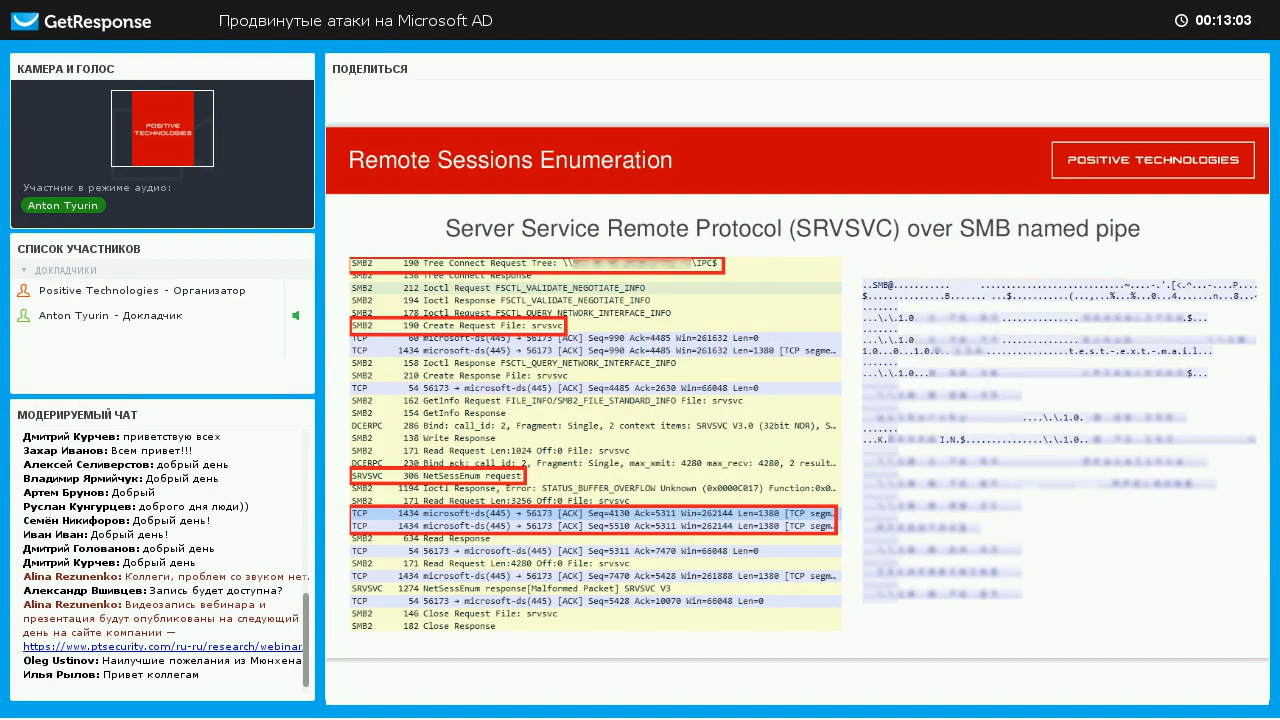 GetResponse
Продвинутые атаки на Microsoft AD
00:13:03
КАМЕРА И ГОЛОС
POSITIVE
TECHNOLOGIES
Участник в режиме аудио:
Anton Tyurin
СПИСОК УЧАСТНИКОВ
ДОКЛАДЧИКИ
Positive Technologies - Организатор
Anton Tyurin - Докладчик
МОДЕРИРУЕМЫЙ ЧАТ
Дмитрий Курчев: приветствую всех
Захар Иванов: Всем привет!!!
Алексей Селиверстов: добрый день
Владимир Ярмийчук: Добрый день
Артем Брунов: Добрый
Руслан Кунгурцев: доброго дня люди))
Семён Никифоров: Добрый день!
Иван Иван: Добрый день!
Дмитрий Голованов: добрый день
Дмитрий Курчев: Добрый день
Alina Rezunenko: Коллеги, проблем со звуком нет.
Александр Вшивцев: Запись будет доступна?
Alina Rezunenko: Видеозапись вебинара и
презентация будут опубликованы на следующий
день на сайте компании —
https://www.ptsecurity.com/ru-ru/research/webinar
Oleg Ustinov: Наилучшие пожелания из Мюнхена
Илья Рылов: Привет коллегам
ПОДЕЛИТЬСЯ
Remote Sessions Enumeration
POSITIVE TECHNOLOGIES
Server Service Remote Protocol (SRVSVC) over SMB named pipe
SMB2 190 Tree Connect Request Tree: \\ \IPC$
SMB2 138 Tree Connect Response
SMB2 212 Ioctl Request FSCTL_VALIDATE_NEGOTIATE_INFO
SMB2 194 Ioctl Response FSCTL_VALIDATE_NEGOTIATE_INFO
SMB2 178 Ioctl Request FSCTL_QUERY_NETWORK_INTERFACE_INFO
SMB2 190 Create Request File: srvsvc
TCP 60 microsoft-ds(445) → 56173 [ACK] Seq=990 Ack=4485 Win=261632 Len=0
TCP 1434 microsoft-ds(445) → 56173 [ACK] Seq=990 Ack=4485 Win=261632 Len=1380 [TCP segme…
SMB2 158 Ioctl Response FSCTL_QUERY_NETWORK_INTERFACE_INFO
SMB2 210 Create Response File: srvsvc
TCP 54 56173 → microsoft-ds(445) [ACK] Seq=4485 Ack=2630 Win=66048 Len=0
SMB2 162 GetInfo Request FILE_INFO/SMB2_FILE_STANDARD_INFO File: srvsvc
SMB2 154 GetInfo Response
DCERPC 286 Bind: call_id: 2, Fragment: Single, 2 context items: SRVSVC V3.0 (32bit NDR), S…
SMB2 138 Write Response
SMB2 171 Read Request Len:1024 Off:0 File: srvsvc
DCERPC 230 Bind_ack: call_id: 2, Fragment: Single, max_xmit: 4280 max_recv: 4280, 2 result…
SRVSVC 306 NetSessEnum request
SMB2 1194 Ioctl Response, Error: STATUS_BUFFER_OVERFLOW Unknown (0x0000C017) Function:0x0…
SMB2 171 Read Request Len:3256 Off:0 File: srvsvc
TCP 1434 microsoft-ds(445) → 56173 [ACK] Seq=4130 Ack=5311 Win=262144 Len=1380 [TCP segm…
TCP 1434 microsoft-ds(445) → 56173 [ACK] Seq=5510 Ack=5311 Win=262144 Len=1380 [TCP segm…
SMB2 634 Read Response
TCP 54 56173 → microsoft-ds(445) [ACK] Seq=5311 Ack=7470 Win=66048 Len=0
SMB2 171 Read Request Len:4280 Off:0 File: srvsvc
TCP 1434 microsoft-ds(445) → 56173 [ACK] Seq=7470 Ack=5428 Win=261888 Len=1380 [TCP segm…
SRVSVC 1274 NetSessEnum response[Malformed Packet] SRVSVC V3
TCP 54 56173 → microsoft-ds(445) [ACK] Seq=5428 Ack=10070 Win=66048 Len=0
SMB2 146 Close Request File: srvsvc
SMB2 182 Close Response
.SMB@
\.\.1.0.
t.e.s.t.-.e.x.t.-.m.a.i.l...
...\.\.1.0.
....\.\.1.0.
..K. I.N.$ \.\.1.0.